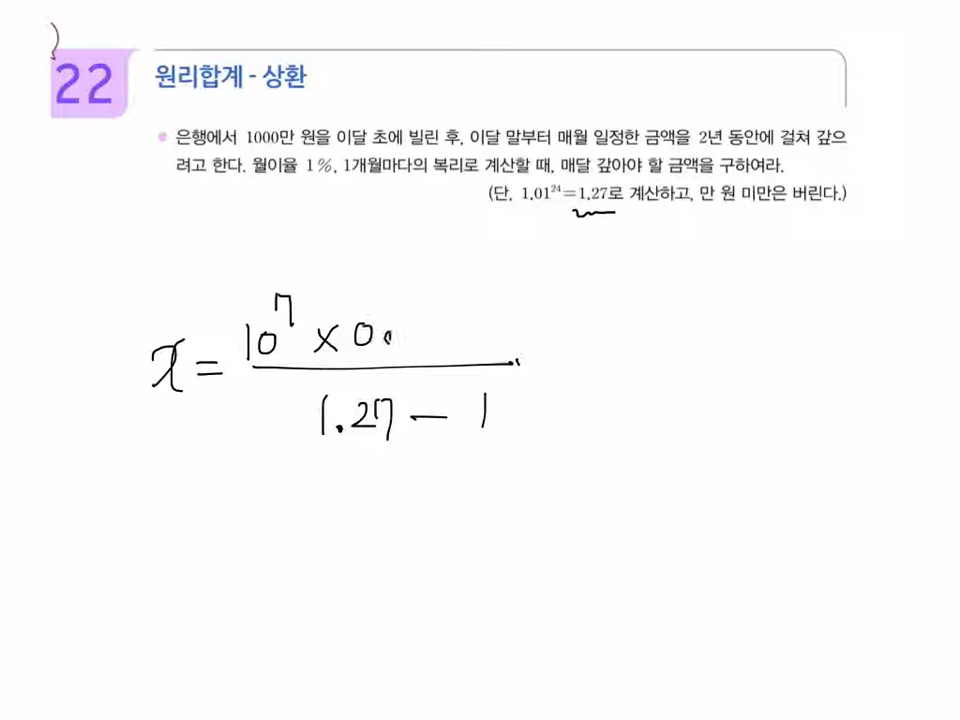 22
원리합계 - 상환
은행에서 1000만 원을 이달 초에 빌린 후, 이달 말부터 매월 일정한 금액을 2년 동안에 걸쳐 갚으
려고 한다. 월이율 1%, 1개월마다의 복리로 계산할 때, 매달 갚아야 할 금액을 구하여라.
(단, 1.01²⁴=1.27로 계산하고, 만 원 미만은 버린다.)
x = 10⁷ × 0.
1.27 − 1